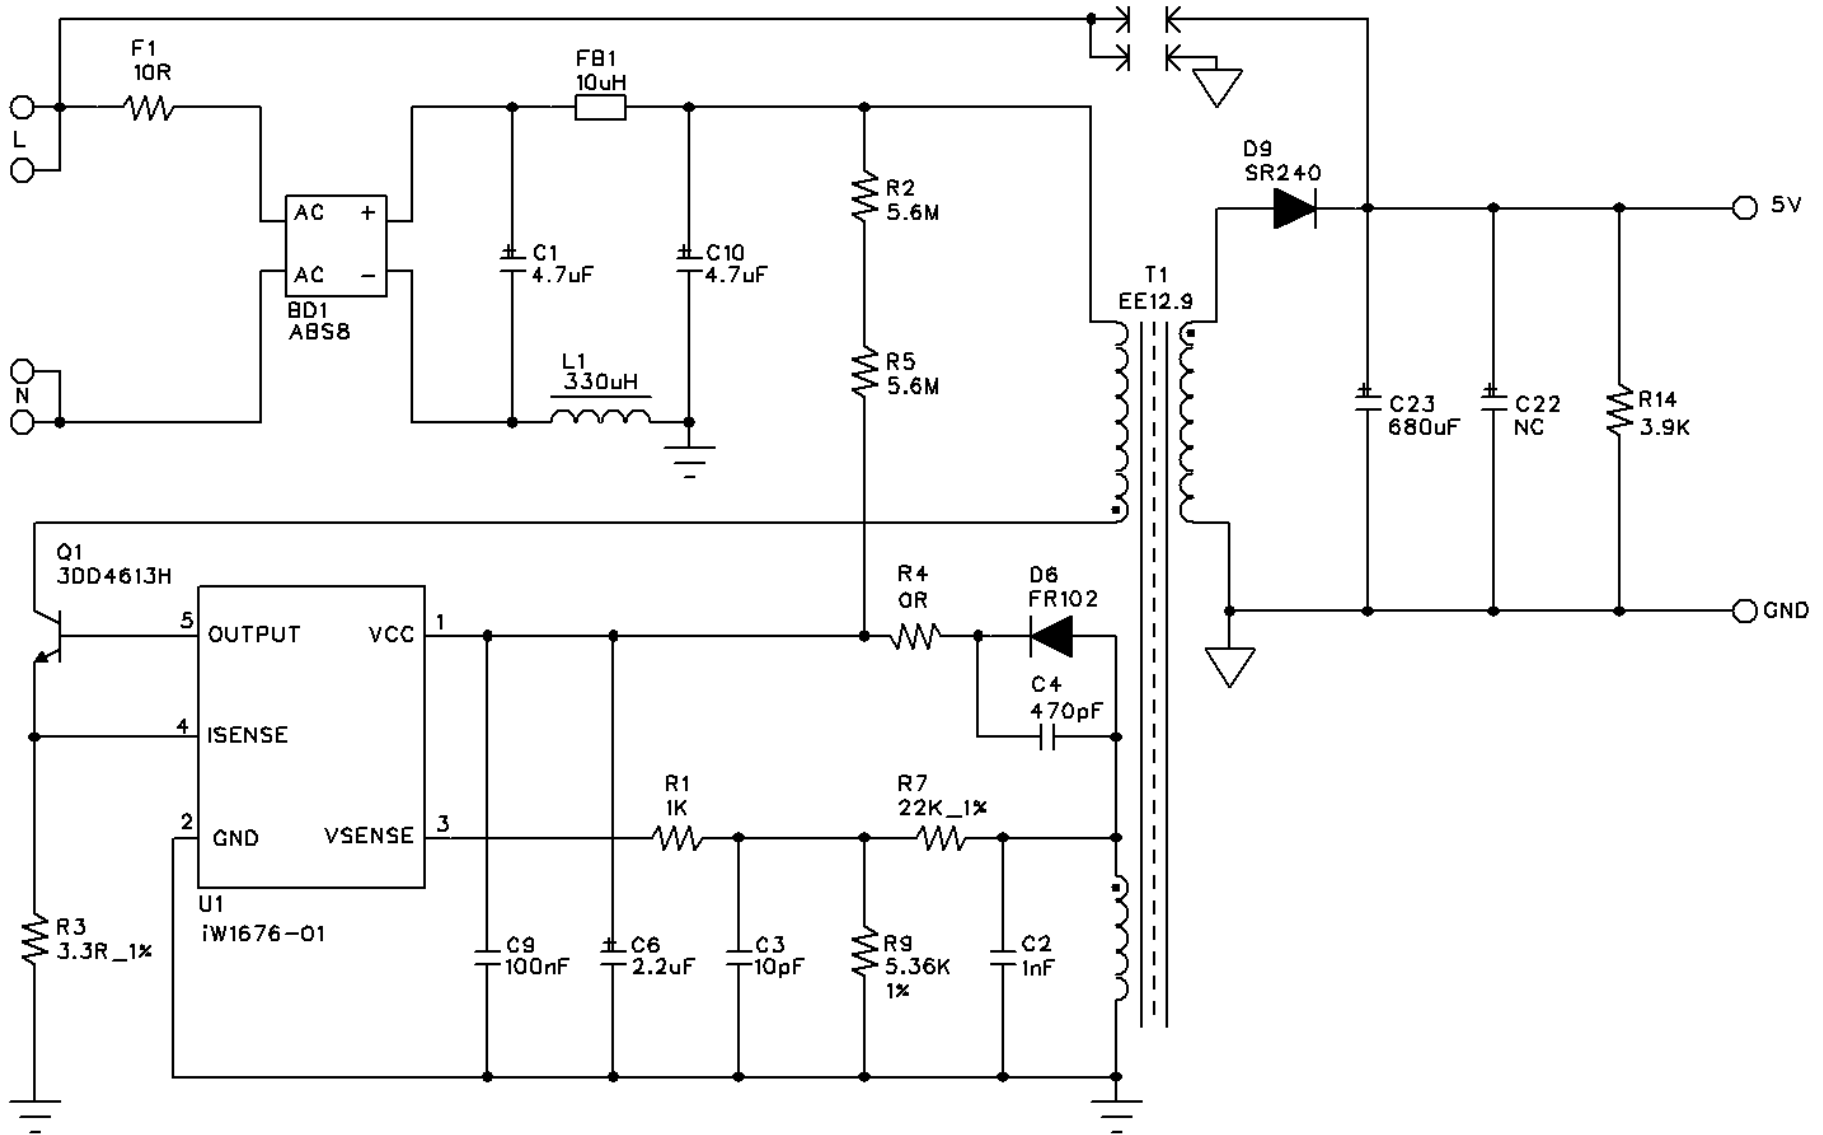 F1
10R
FB1
10uH
L
D9
SR240
AC +
R2
5.6M
5V
C1
4.7uF
C10
4.7uF
AC -
T1
EE12.9
BD1
ABS8
L1
330uH
R5
5.6M
N
C23
680uF
C22
NC
R14
3.9K
Q1
3DD4613H
R4
0R
D6
FR102
GND
5 OUTPUT VCC 1
C4
470pF
4 ISENSE
R1
1K
R7
22K_1%
2 GND VSENSE 3
U1
iW1676-01
R3
3.3R_1%
C9
100nF
C6
2.2uF
C3
10pF
R9
5.36K
1%
C2
1nF